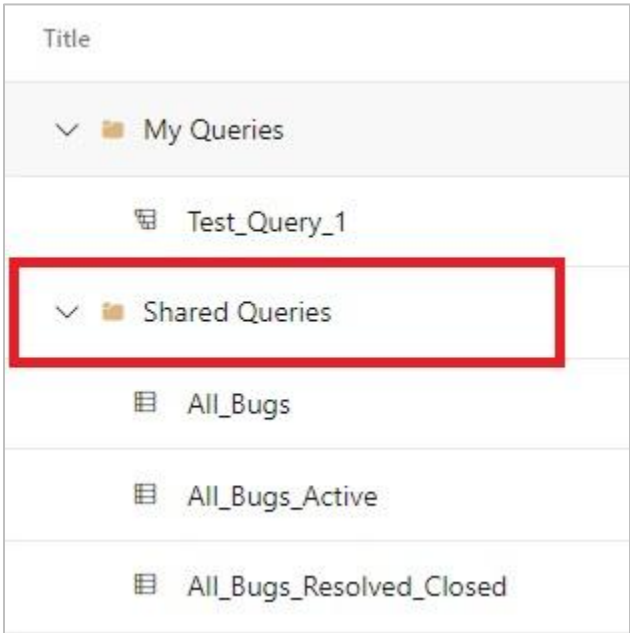 Title
My Queries
Test_Query_1
Shared Queries
All_Bugs
All_Bugs_Active
All_Bugs_Resolved_Closed